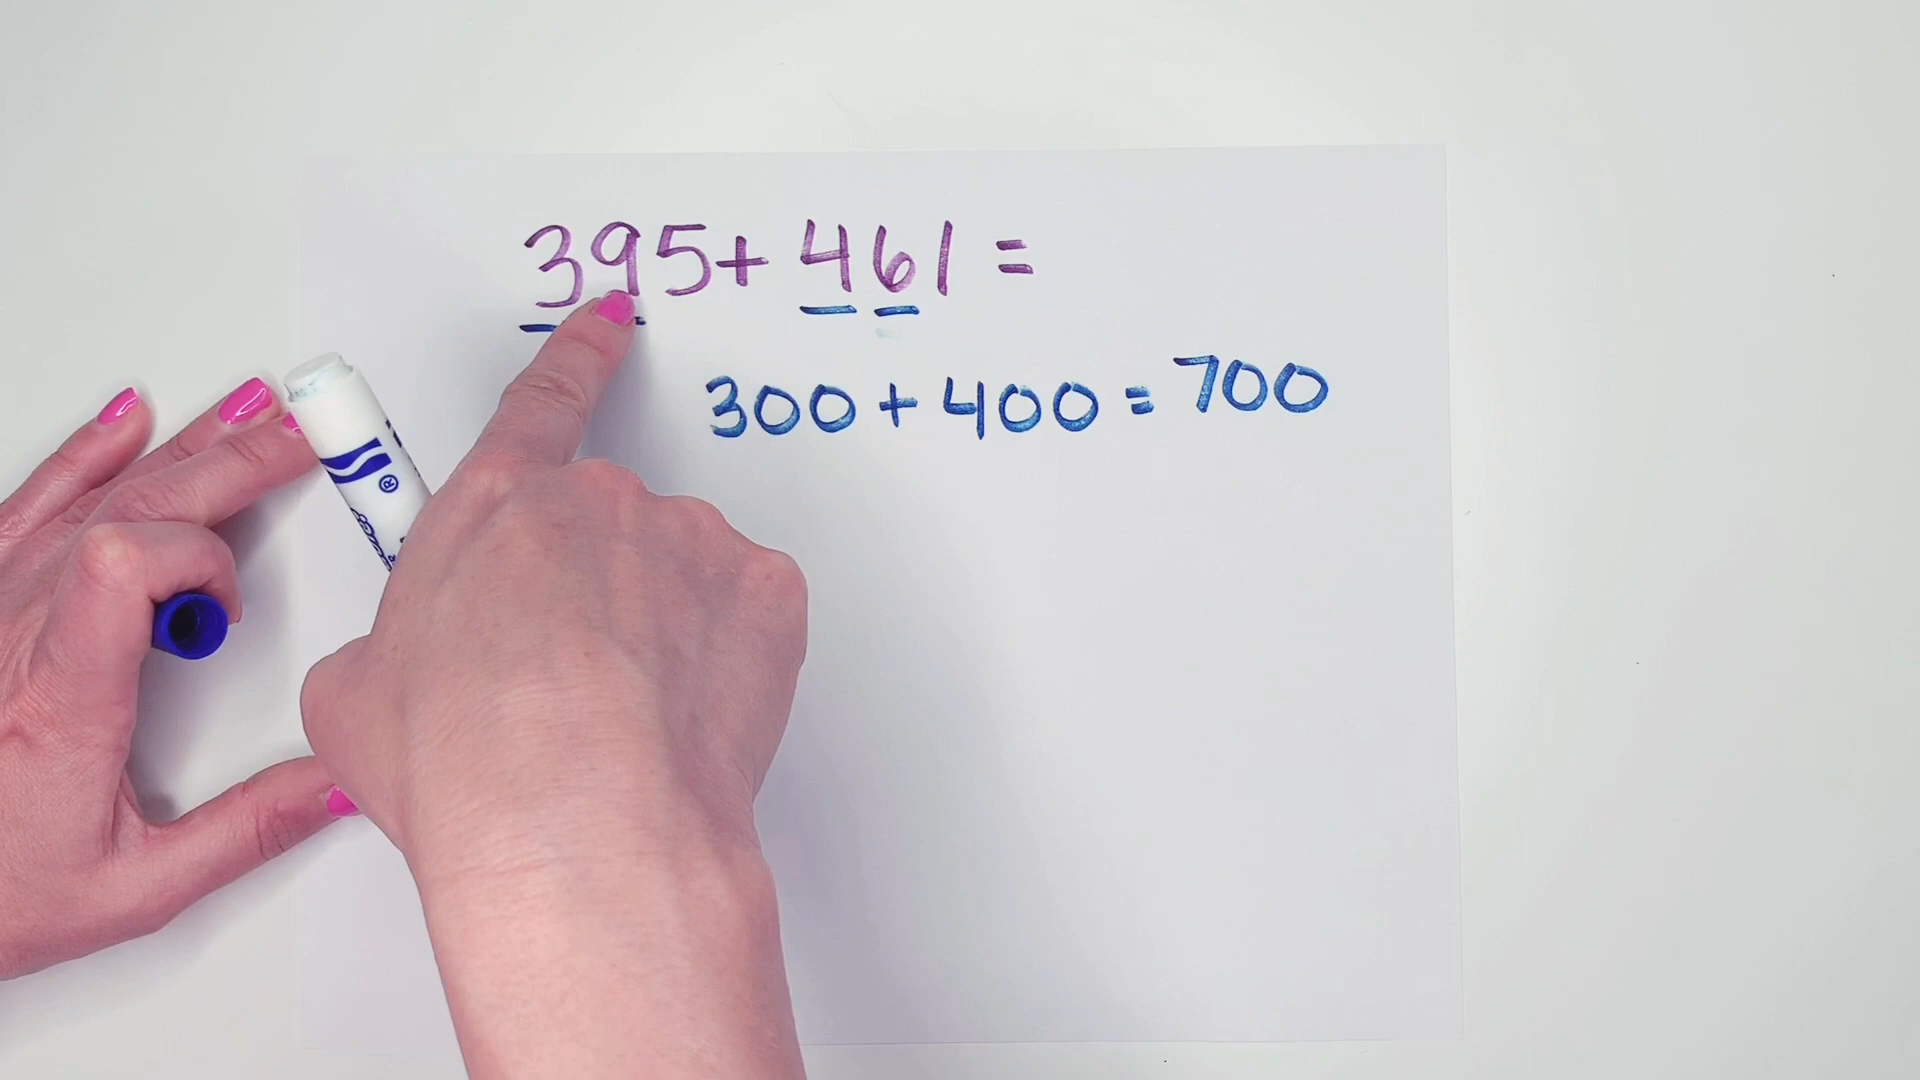 395 + 461 =
300 + 400 = 700
®